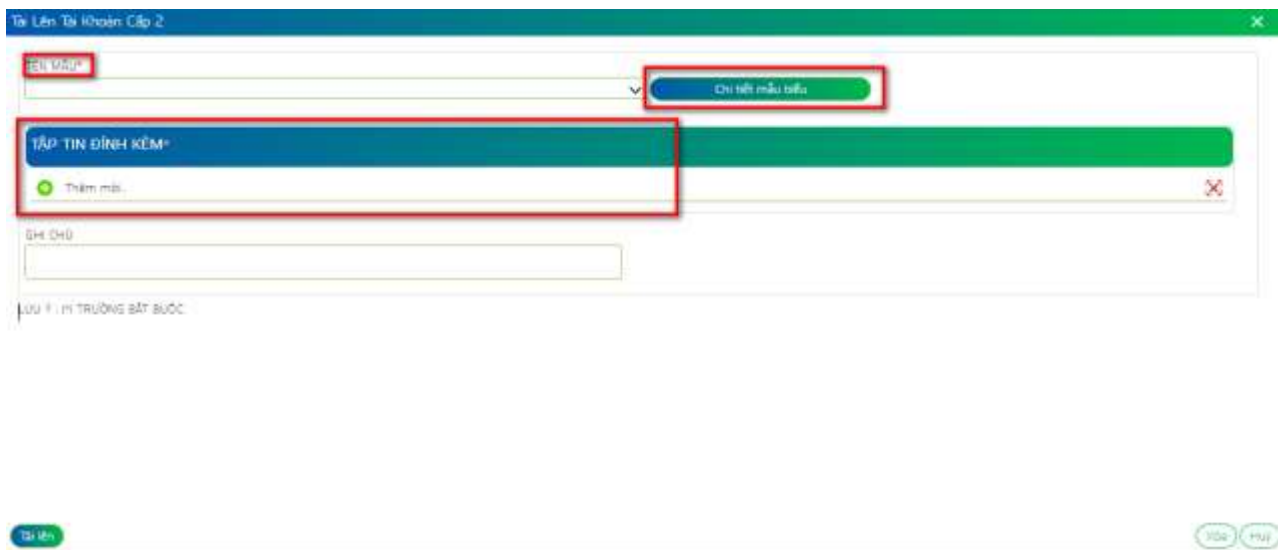 Tải Lên Tài Khoản Cấp 2
TÊN MẪU*
Chi tiết mẫu biểu
TẬP TIN ĐÍNH KÈM*
Thêm mới..
GHI CHÚ
LƯU Ý : (*) TRƯỜNG BẮT BUỘC
Tải lên
Xóa
Huỷ